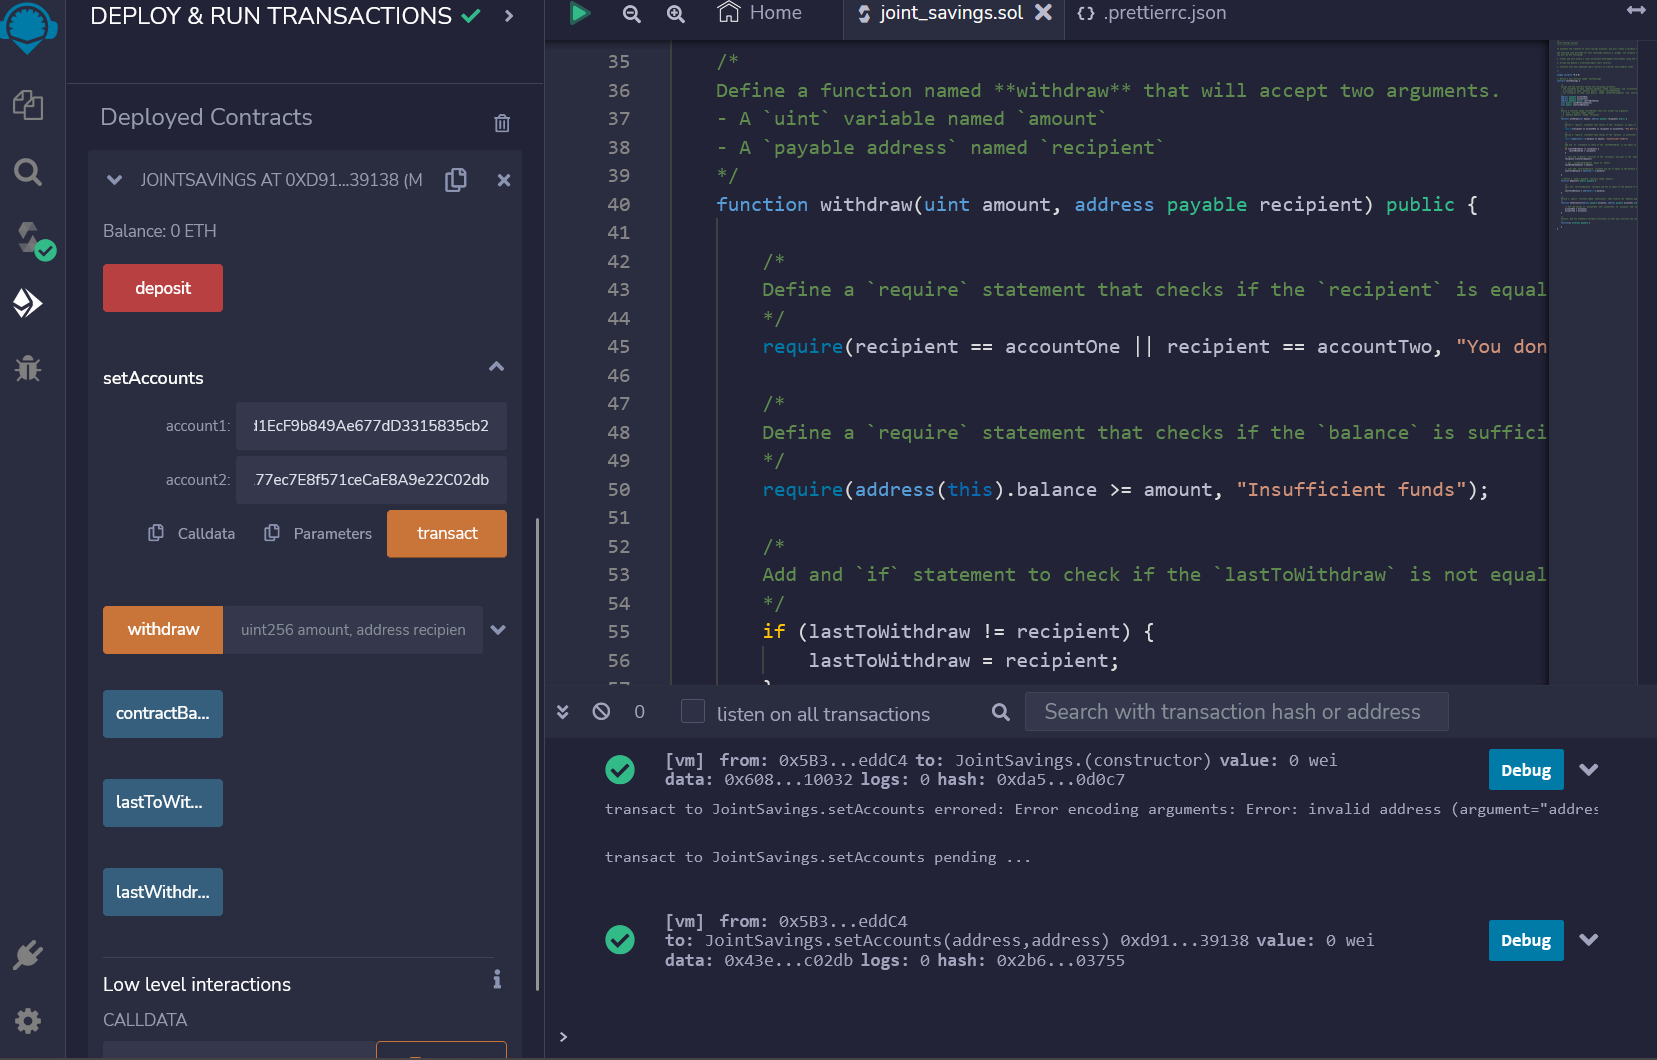 DEPLOY & RUN TRANSACTIONS
Deployed Contracts
JOINTSAVINGS AT 0XD91...39138 (M
Balance: 0 ETH
deposit
setAccounts
account1:
d1EcF9b849Ae677dD3315835cb2
account2:
.77ec7E8f571ceCaE8A9e22C02db
Calldata
Parameters
transact
withdraw
uint256 amount, address recipien
contractBa...
lastToWit...
lastWithdr...
Low level interactions
i
CALLDATA
Home
joint_savings.sol
{} .prettierrc.json
35 /*
36 Define a function named **withdraw** that will accept two arguments.
37 - A `uint` variable named `amount`
38 - A `payable address` named `recipient`
39 */
40 function withdraw(uint amount, address payable recipient) public {
41
42 /*
43 Define a `require` statement that checks if the `recipient` is equal
44 */
45 require(recipient == accountOne || recipient == accountTwo, "You don
46
47 /*
48 Define a `require` statement that checks if the `balance` is suffici
49 */
50 require(address(this).balance >= amount, "Insufficient funds");
51
52 /*
53 Add and `if` statement to check if the `lastToWithdraw` is not equal
54 */
55 if (lastToWithdraw != recipient) {
56 lastToWithdraw = recipient;
57 }
0
listen on all transactions
Search with transaction hash or address
[vm] from: 0x5B3...eddC4 to: JointSavings.(constructor) value: 0 wei
data: 0x608...10032 logs: 0 hash: 0xda5...0d0c7
Debug
transact to JointSavings.setAccounts errored: Error encoding arguments: Error: invalid address (argument="addres
transact to JointSavings.setAccounts pending ...
[vm] from: 0x5B3...eddC4
to: JointSavings.setAccounts(address,address) 0xd91...39138 value: 0 wei
data: 0x43e...c02db logs: 0 hash: 0x2b6...03755
Debug
>